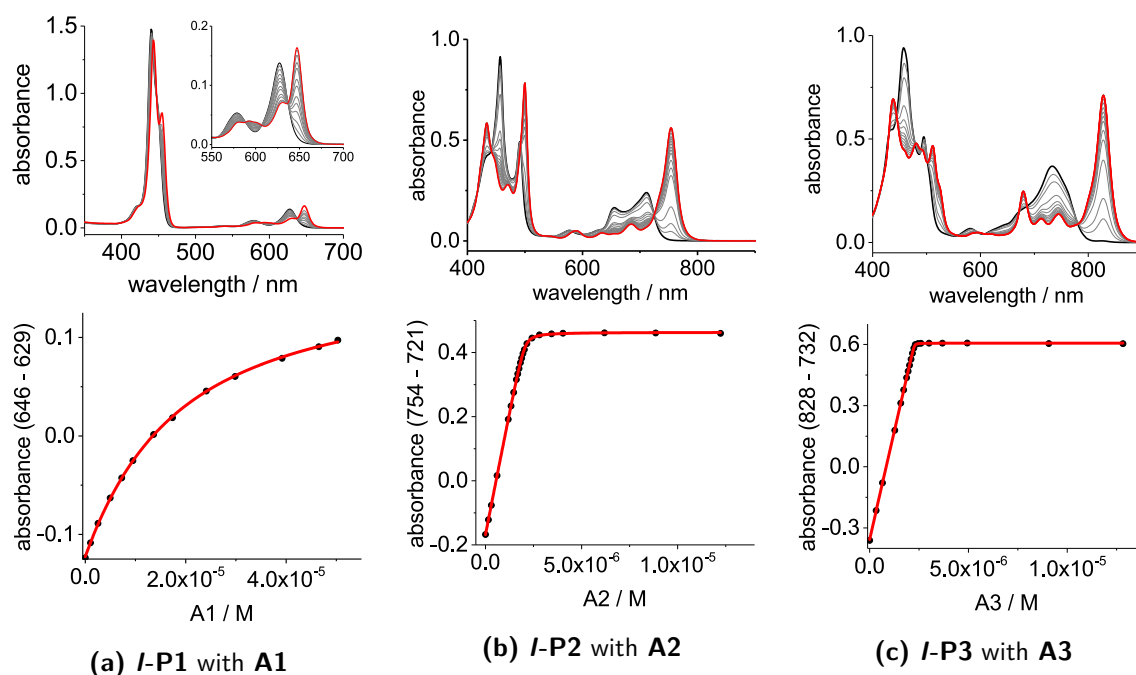 1.5
1.0
0.5
0.0
absorbance
400
500
600
700
wavelength / nm
0.2
0.1
0.0
550
600
650
700
1.0
0.5
0.0
absorbance
400
600
800
wavelength / nm
1.0
0.5
0.0
absorbance
400
600
800
wavelength / nm
0.1
0.0
-0.1
absorbance (646 - 629)
0.0
2.0x10⁻⁵
4.0x10⁻⁵
A1 / M
0.4
0.2
0.0
-0.2
absorbance (754 - 721)
0.0
5.0x10⁻⁶
1.0x10⁻⁵
A2 / M
0.6
0.3
0.0
-0.3
absorbance (828 - 732)
0.0
5.0x10⁻⁶
1.0x10⁻⁵
A3 / M
(a) l-P1 with A1
(b) l-P2 with A2
(c) l-P3 with A3